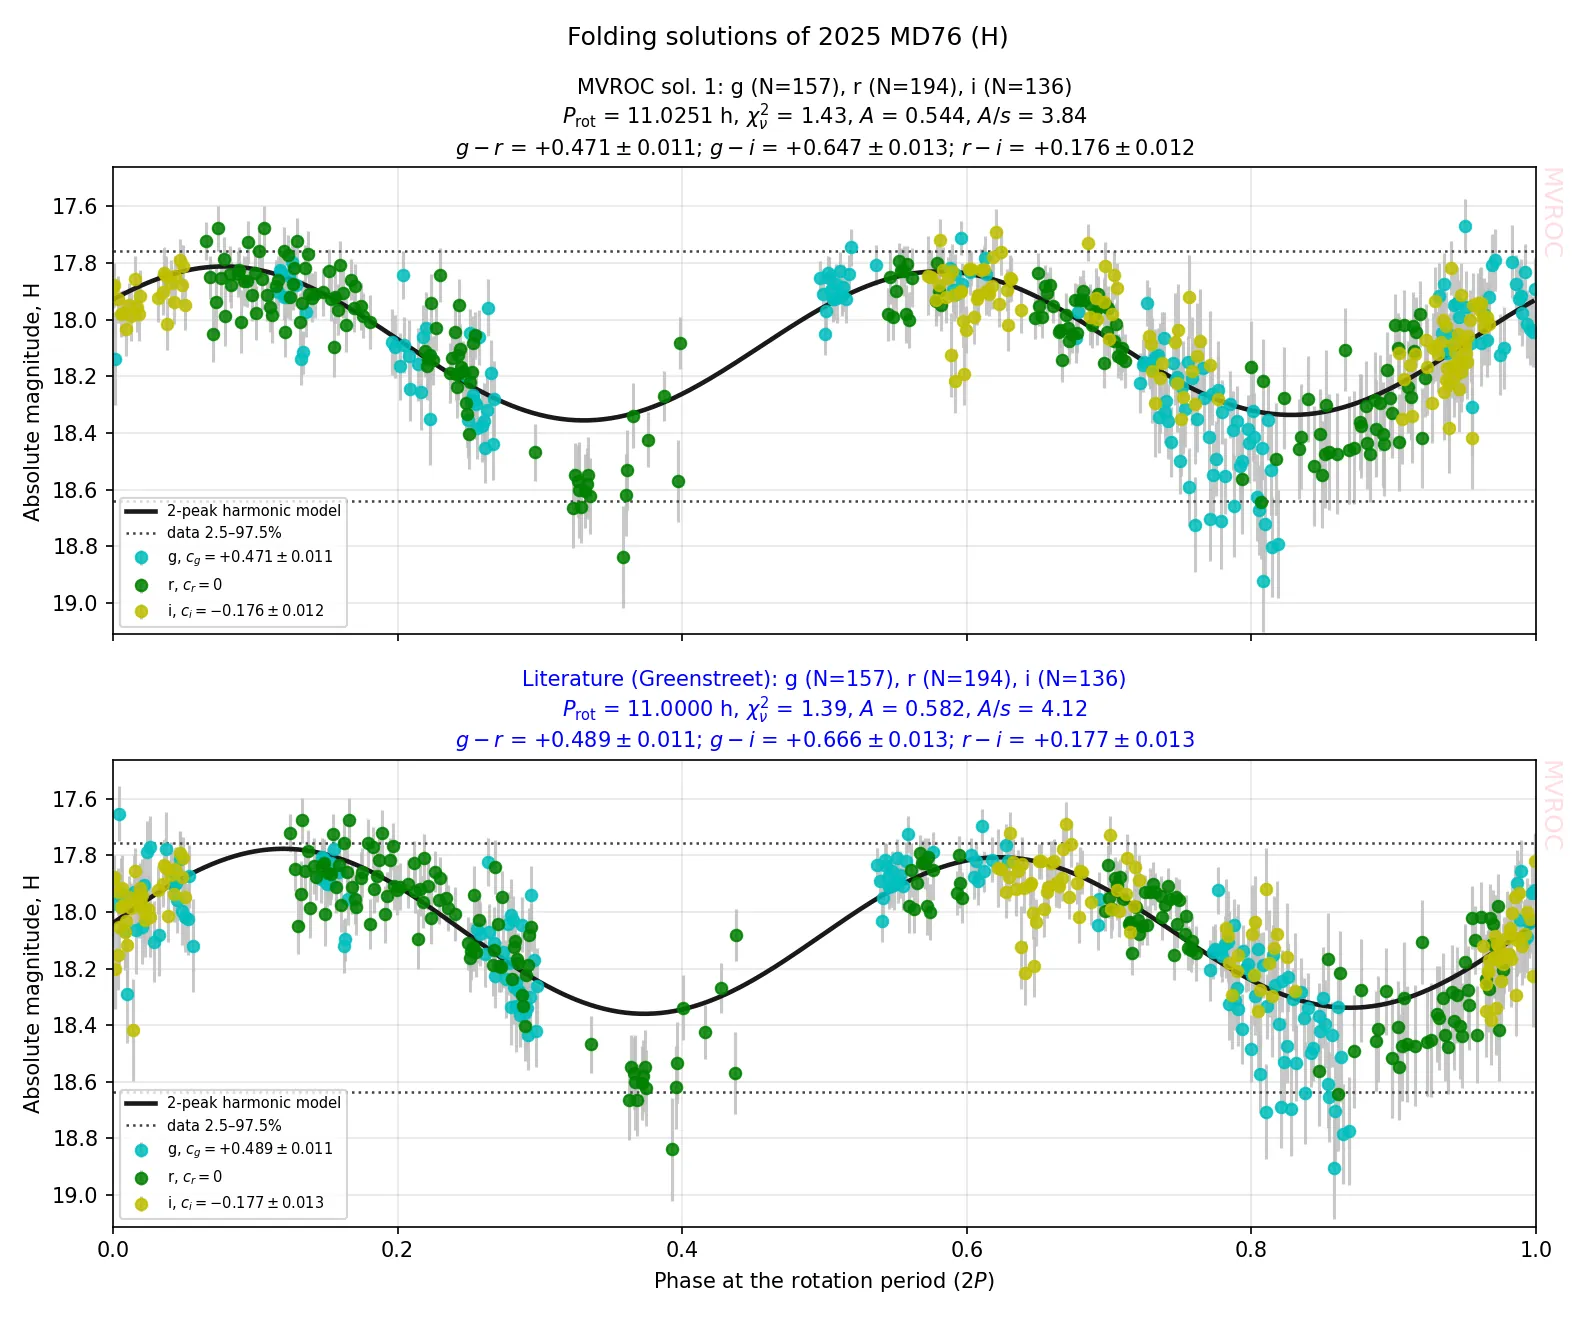 Folding solutions of 2025 MD76 (H)
MVROC sol. 1: g (N=157), r (N=194), i (N=136)
P_rot = 11.0251 h, χ²_ν = 1.43, A = 0.544, A/s = 3.84
g − r = +0.471 ± 0.011; g − i = +0.647 ± 0.013; r − i = +0.176 ± 0.012
MVROC
Absolute magnitude, H
17.6
17.8
18.0
18.2
18.4
18.6
18.8
19.0
2-peak harmonic model
data 2.5–97.5%
g, c_g = +0.471 ± 0.011
r, c_r = 0
i, c_i = −0.176 ± 0.012
Literature (Greenstreet): g (N=157), r (N=194), i (N=136)
P_rot = 11.0000 h, χ²_ν = 1.39, A = 0.582, A/s = 4.12
g − r = +0.489 ± 0.011; g − i = +0.666 ± 0.013; r − i = +0.177 ± 0.013
MVROC
Absolute magnitude, H
17.6
17.8
18.0
18.2
18.4
18.6
18.8
19.0
2-peak harmonic model
data 2.5–97.5%
g, c_g = +0.489 ± 0.011
r, c_r = 0
i, c_i = −0.177 ± 0.013
0.0 0.2 0.4 0.6 0.8 1.0
Phase at the rotation period (2P)